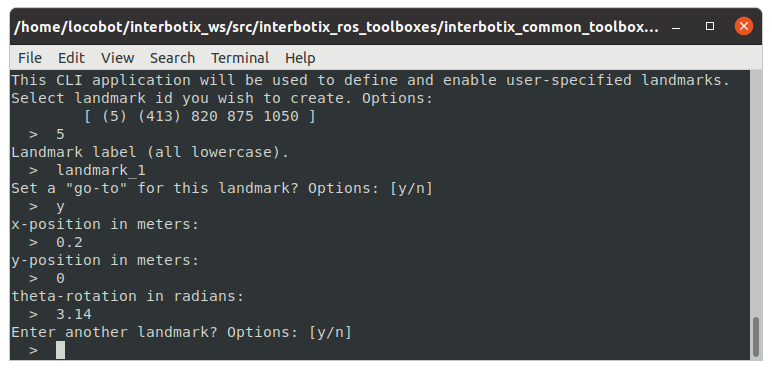 /home/locobot/interbotix_ws/src/interbotix_ros_toolboxes/interbotix_common_toolbox...
File Edit View Search Terminal Help
This CLI application will be used to define and enable user-specified landmarks.
Select landmark id you wish to create. Options:
[ (5) (413) 820 875 1050 ]
> 5
Landmark label (all lowercase).
> landmark_1
Set a "go-to" for this landmark? Options: [y/n]
> y
x-position in meters:
> 0.2
y-position in meters:
> 0
theta-rotation in radians:
> 3.14
Enter another landmark? Options: [y/n]
>